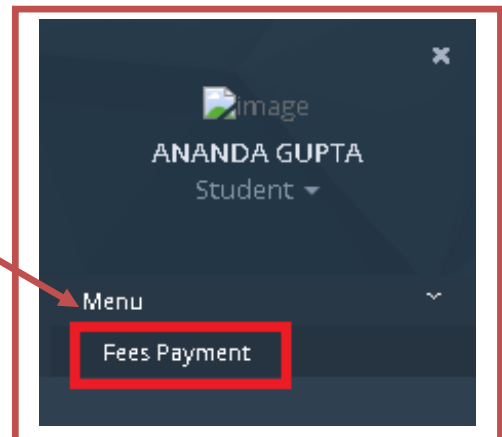 image
ANANDA GUPTA
Student
Menu
Fees Payment